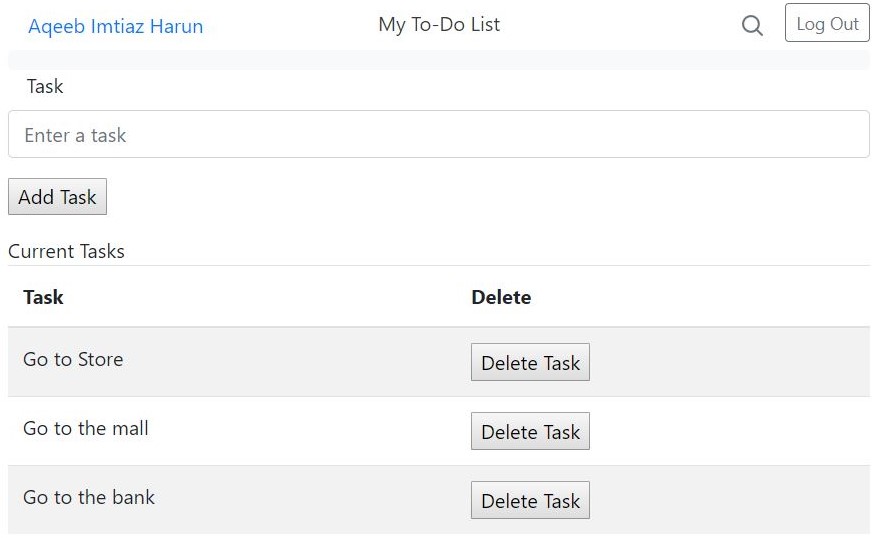 Aqeeb Imtiaz Harun My To-Do List Log Out
Task
Enter a task
Add Task
Current Tasks
Task Delete
Go to Store Delete Task
Go to the mall Delete Task
Go to the bank Delete Task